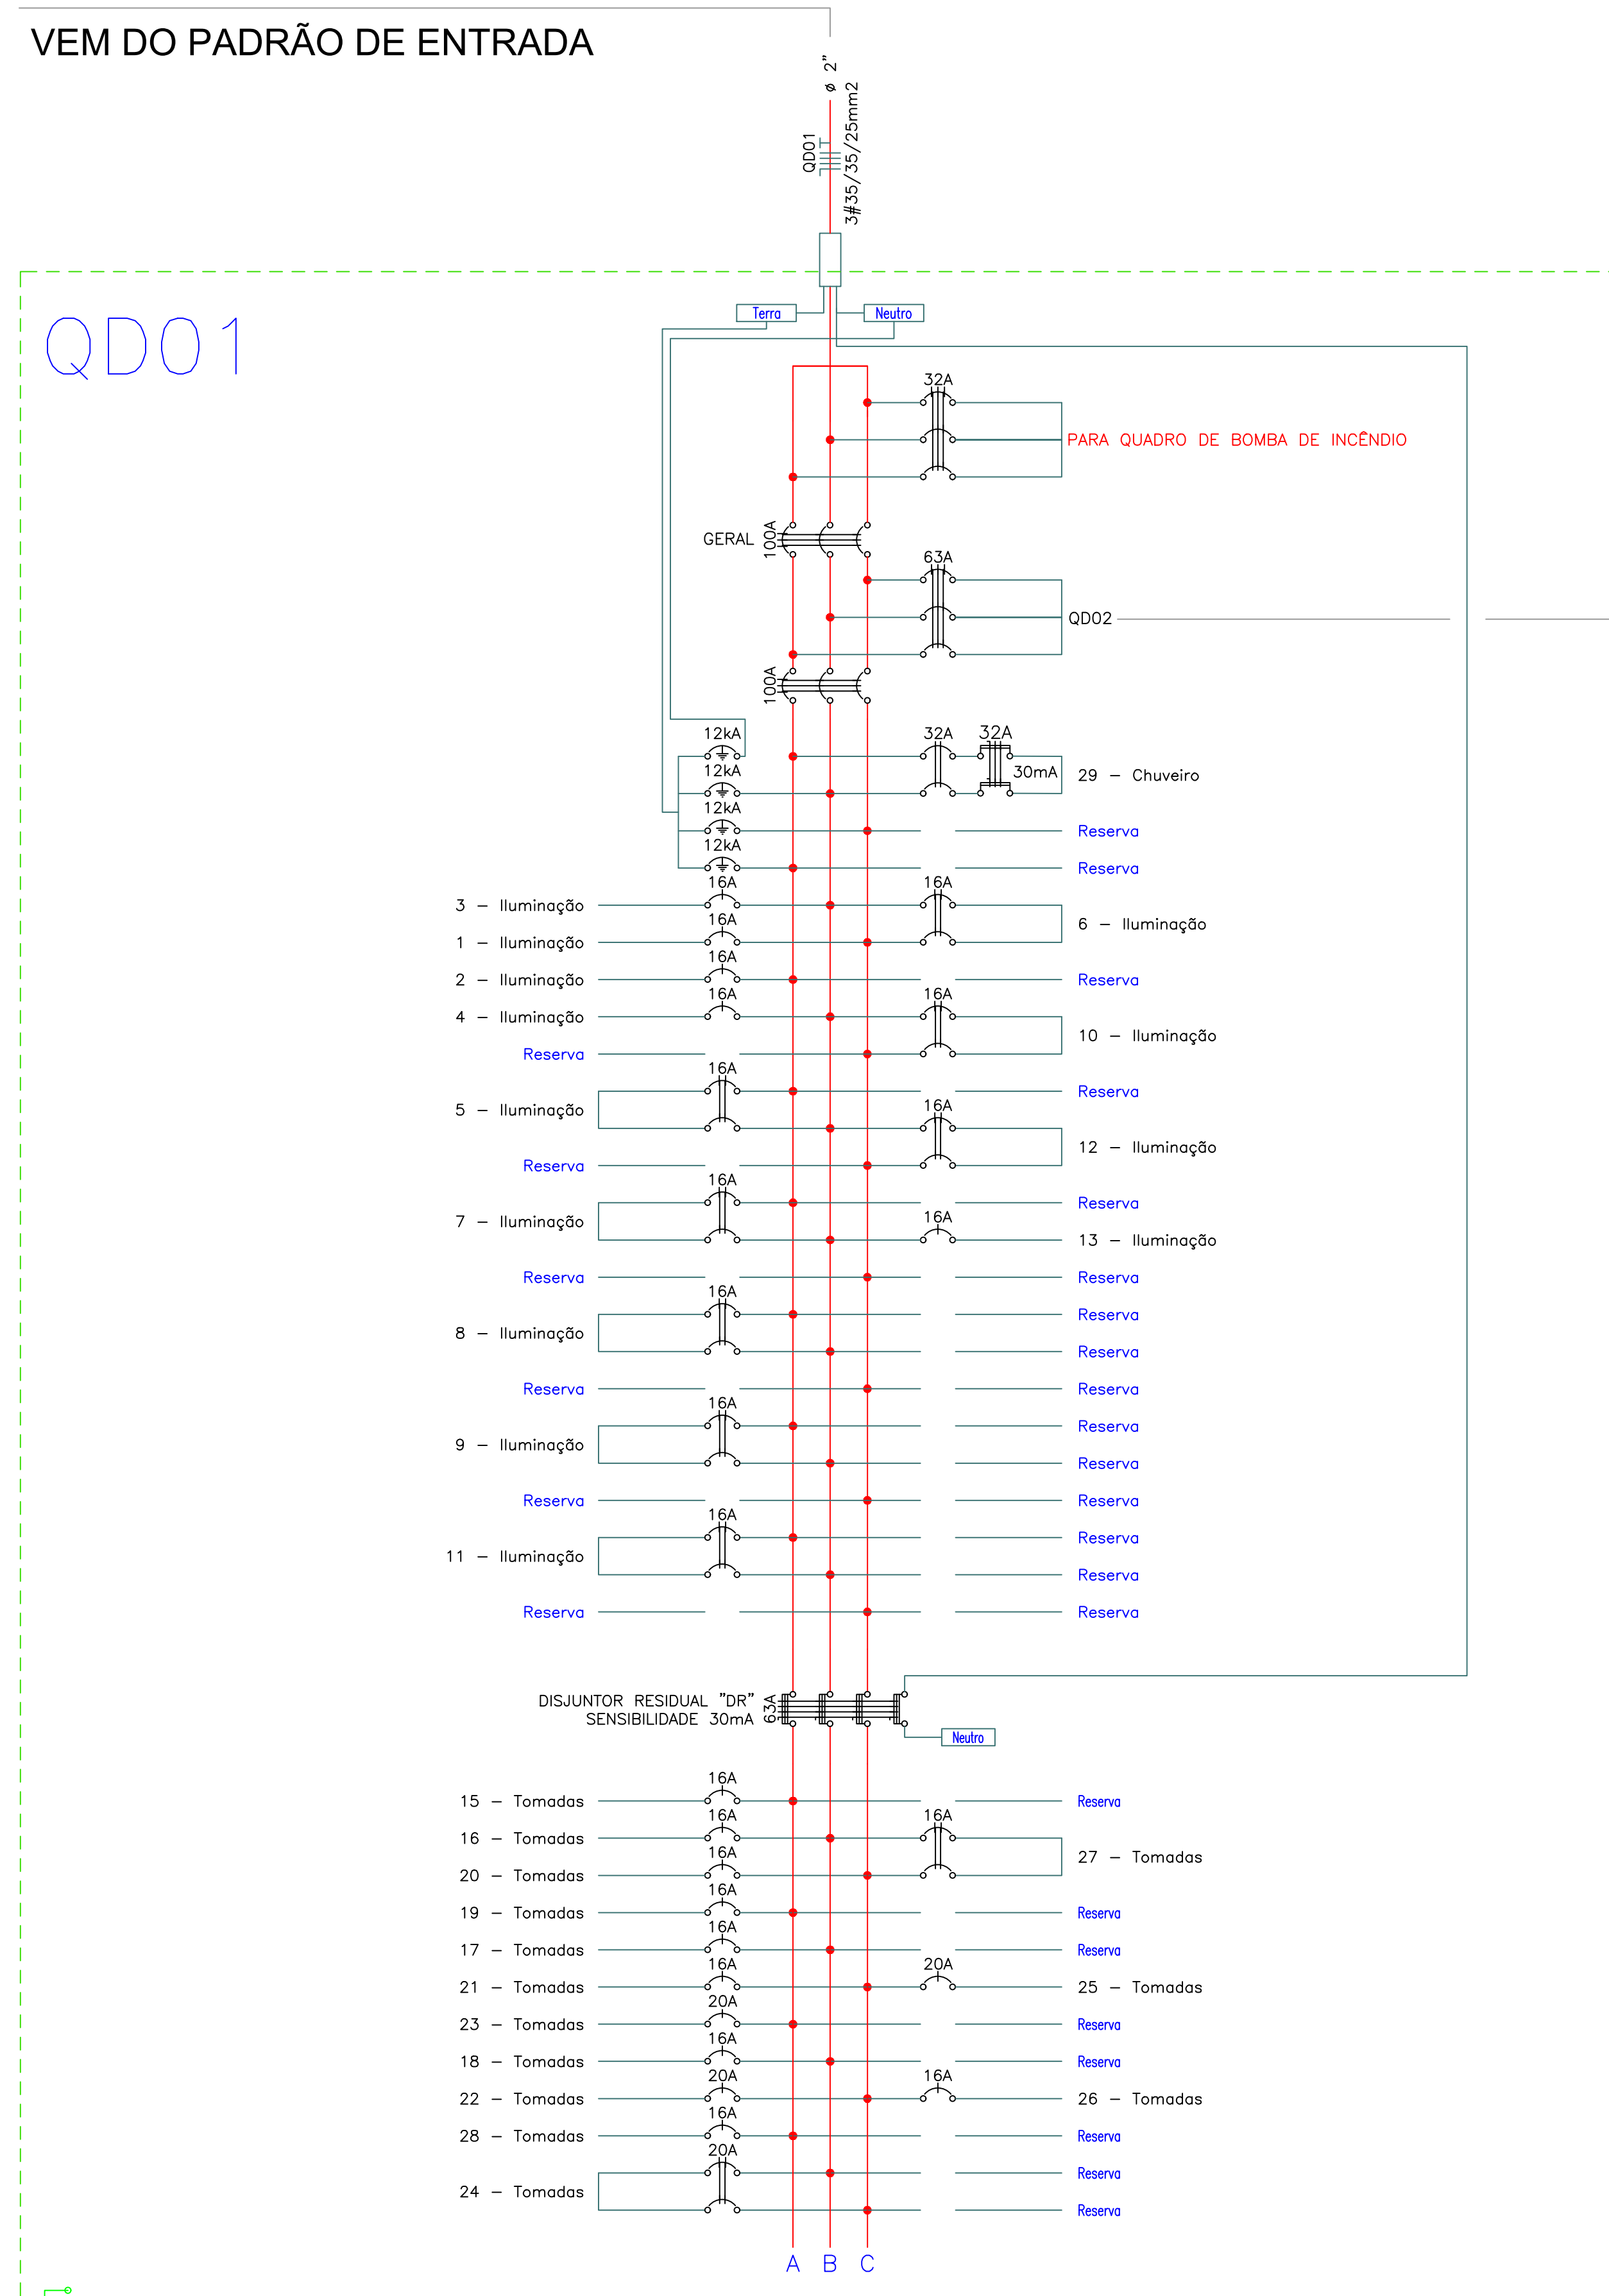 VEM DO PADRÃO DE ENTRADA
ø 2"
QD01
3#35/35/25mm2
QD01
Terra
Neutro
32A
PARA QUADRO DE BOMBA DE INCÊNDIO
GERAL
100A
63A
QD02
100A
12kA
32A
32A
30mA
29 - Chuveiro
12kA
12kA
Reserva
12kA
Reserva
16A
16A
3 - Iluminação
6 - Iluminação
16A
1 - Iluminação
16A
2 - Iluminação
Reserva
16A
16A
4 - Iluminação
10 - Iluminação
Reserva
16A
Reserva
5 - Iluminação
16A
12 - Iluminação
Reserva
16A
Reserva
7 - Iluminação
16A
13 - Iluminação
Reserva
Reserva
16A
Reserva
8 - Iluminação
Reserva
Reserva
Reserva
16A
Reserva
9 - Iluminação
Reserva
Reserva
Reserva
16A
Reserva
11 - Iluminação
Reserva
Reserva
Reserva
DISJUNTOR RESIDUAL "DR"
SENSIBILIDADE 30mA
63A
Neutro
16A
15 - Tomadas
Reserva
16A
16A
16 - Tomadas
27 - Tomadas
16A
20 - Tomadas
16A
19 - Tomadas
Reserva
16A
17 - Tomadas
Reserva
16A
20A
21 - Tomadas
25 - Tomadas
20A
23 - Tomadas
Reserva
16A
18 - Tomadas
Reserva
20A
16A
22 - Tomadas
26 - Tomadas
16A
28 - Tomadas
Reserva
20A
Reserva
24 - Tomadas
Reserva
A B C